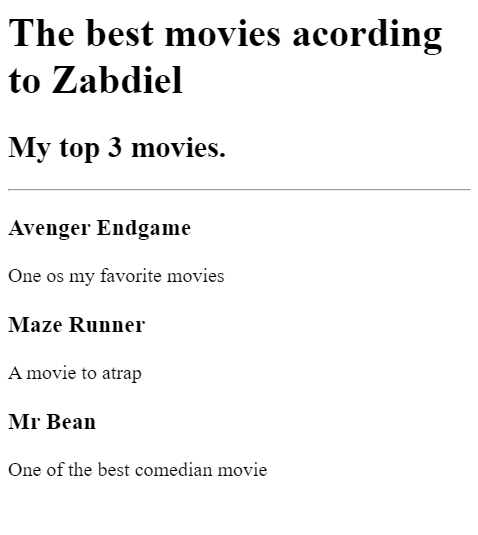 The best movies acording
to Zabdiel
My top 3 movies.
Avenger Endgame
One os my favorite movies
Maze Runner
A movie to atrap
Mr Bean
One of the best comedian movie